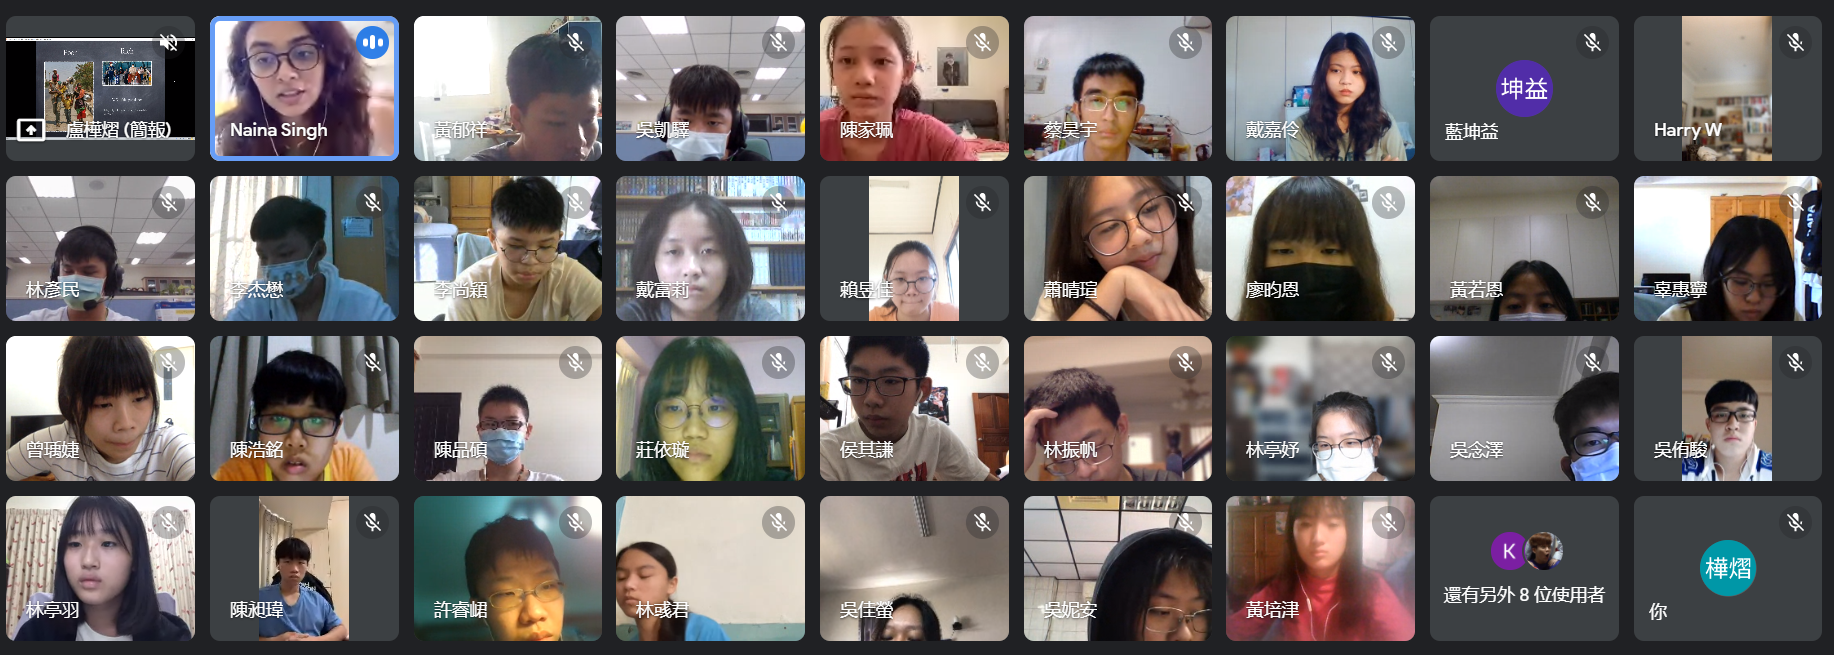 Poor
Rich
盧樺熠 (簡報)
Naina Singh
黃郁祥
吳凱驛
陳家珮
蔡昊宇
戴嘉伶
坤益
藍坤益
Harry W
林彥民
李杰懋
李尚穎
戴富莉
賴昱佳
蕭晴瑄
廖昀恩
黃若恩
辜惠寧
曾瑀婕
陳浩銘
陳品碩
莊依璇
侯其謙
林振帆
林亭妤
吳念澤
吳侑駿
林亭羽
陳昶瑋
許睿崌
林彧君
吳佳螢
吳妮安
黃培津
K
還有另外 8 位使用者
樺熠
你